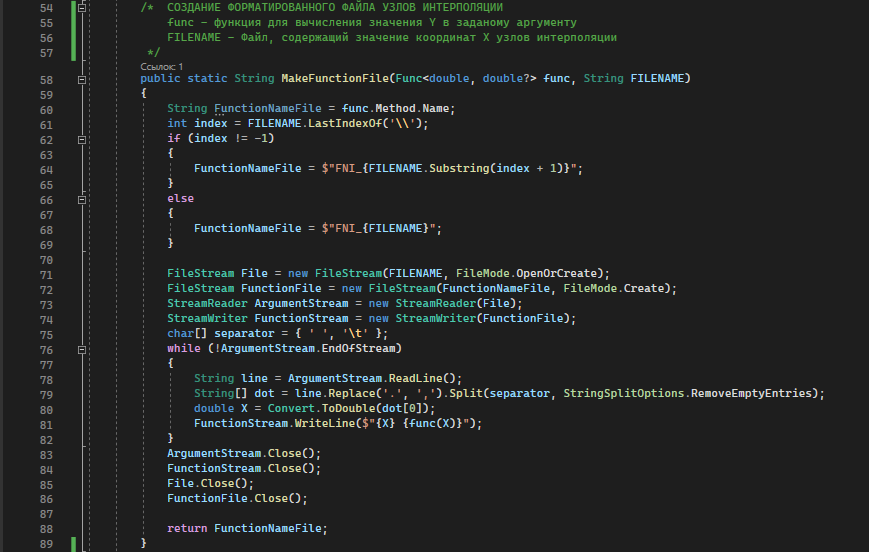 54 /*  СОЗДАНИЕ ФОРМАТИРОВАННОГО ФАЙЛА УЗЛОВ ИНТЕРПОЛЯЦИИ
55     func - функция для вычисления значения Y в заданому аргументу
56     FILENAME - Файл, содержащий значение координат X узлов интерполяции
57  */
Ссылок: 1
58 public static String MakeFunctionFile(Func<double, double?> func, String FILENAME)
59 {
60     String FunctionNameFile = func.Method.Name;
61     int index = FILENAME.LastIndexOf('\\');
62     if (index != -1)
63     {
64         FunctionNameFile = $"FNI_{FILENAME.Substring(index + 1)}";
65     }
66     else
67     {
68         FunctionNameFile = $"FNI_{FILENAME}";
69     }
70
71     FileStream File = new FileStream(FILENAME, FileMode.OpenOrCreate);
72     FileStream FunctionFile = new FileStream(FunctionNameFile, FileMode.Create);
73     StreamReader ArgumentStream = new StreamReader(File);
74     StreamWriter FunctionStream = new StreamWriter(FunctionFile);
75     char[] separator = { ' ', '\t' };
76     while (!ArgumentStream.EndOfStream)
77     {
78         String line = ArgumentStream.ReadLine();
79         String[] dot = line.Replace('.', ',').Split(separator, StringSplitOptions.RemoveEmptyEntries);
80         double X = Convert.ToDouble(dot[0]);
81         FunctionStream.WriteLine($"{X} {func(X)}");
82     }
83     ArgumentStream.Close();
84     FunctionStream.Close();
85     File.Close();
86     FunctionFile.Close();
87
88     return FunctionNameFile;
89 }